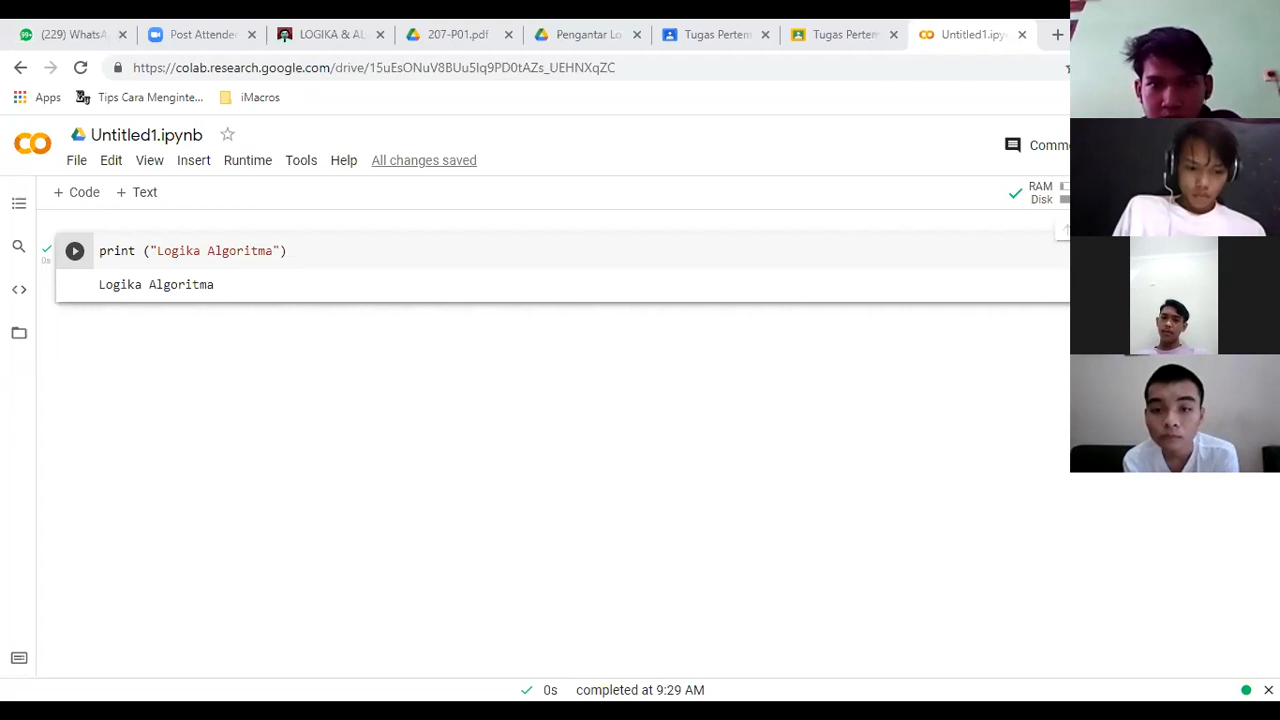 (229) WhatsA
Post Attende
LOGIKA & AL
207-P01.pdf
Pengantar Lo
Tugas Pertem
Tugas Pertem
Untitled1.ipy
https://colab.research.google.com/drive/15uEsONuV8BUu5Iq9PD0tAZs_UEHNXqZC
Apps
Tips Cara Menginte...
iMacros
Untitled1.ipynb
File Edit View Insert Runtime Tools Help All changes saved
Comme
+ Code + Text
RAM
Disk
print ("Logika Algoritma")
0s
Logika Algoritma
0s completed at 9:29 AM